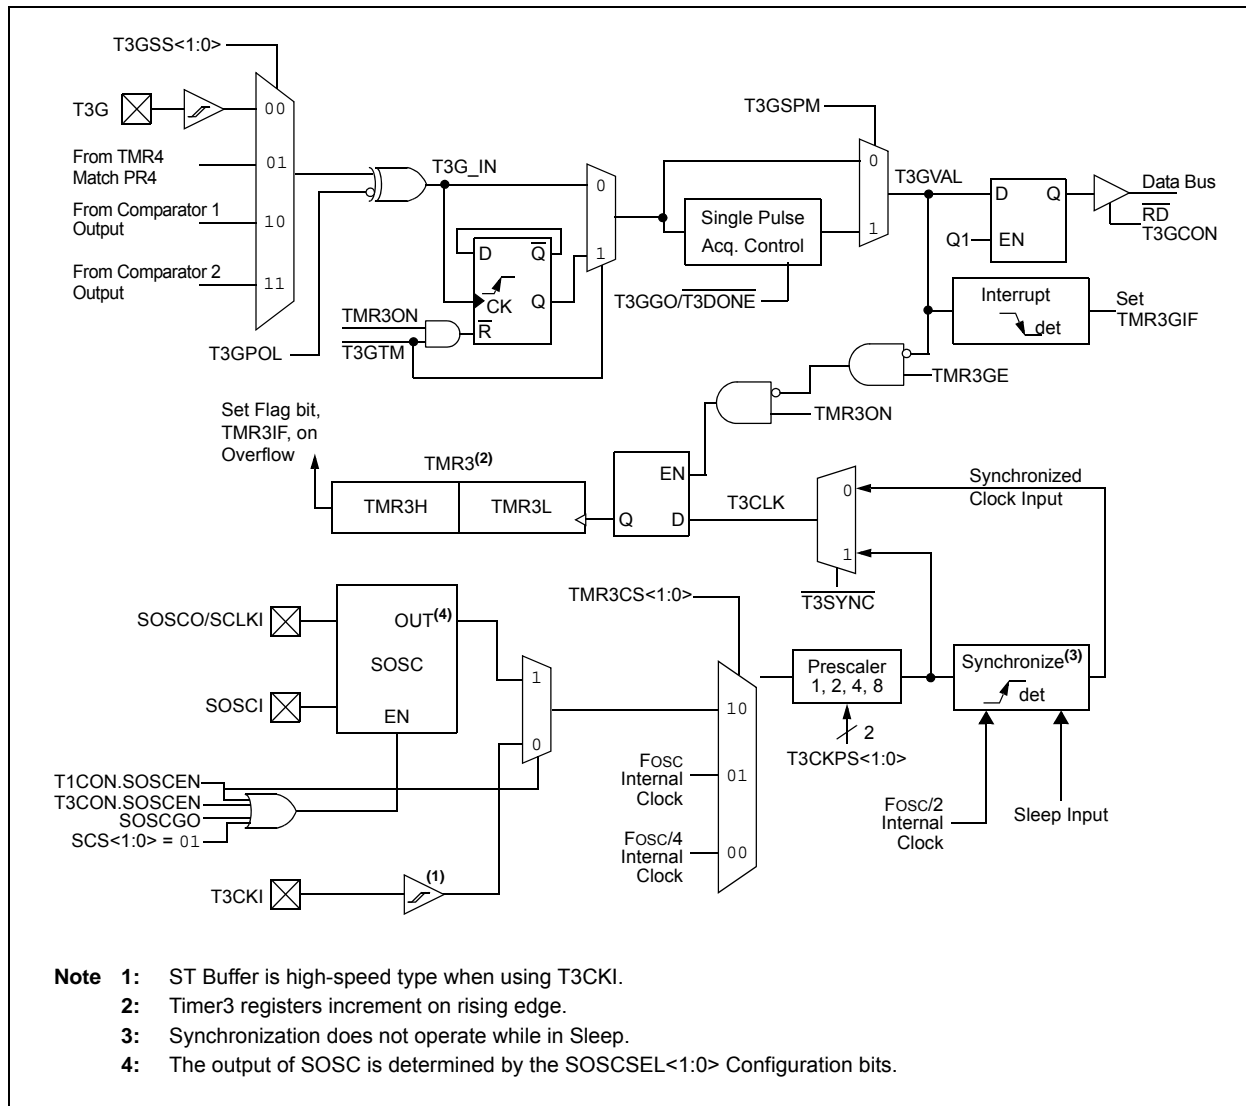 T3GSS<1:0>
T3G
00
From TMR4
Match PR4
01
From Comparator 1
Output
10
From Comparator 2
Output
11
T3GPOL
T3G_IN
0
1
D
Q
CK
Q
R
TMR3ON
T3GTM
T3GSPM
Single Pulse
Acq. Control
T3GGO/T3DONE
0
1
T3GVAL
D
Q
Q1
EN
Data Bus
RD
T3GCON
Interrupt
det
Set
TMR3GIF
TMR3GE
TMR3ON
Set Flag bit,
TMR3IF, on
Overflow
TMR3(2)
TMR3H
TMR3L
EN
Q
D
T3CLK
0
1
T3SYNC
Synchronized
Clock Input
SOSCO/SCLKI
OUT(4)
SOSC
SOSCI
EN
1
0
T1CON.SOSCEN
T3CON.SOSCEN
SOSCGO
SCS<1:0> = 01
T3CKI
(1)
TMR3CS<1:0>
10
FOSC
Internal
Clock
01
FOSC/4
Internal
Clock
00
Prescaler
1, 2, 4, 8
2
T3CKPS<1:0>
Synchronize(3)
det
FOSC/2
Internal
Clock
Sleep Input
Note 1: ST Buffer is high-speed type when using T3CKI.
2: Timer3 registers increment on rising edge.
3: Synchronization does not operate while in Sleep.
4: The output of SOSC is determined by the SOSCSEL<1:0> Configuration bits.